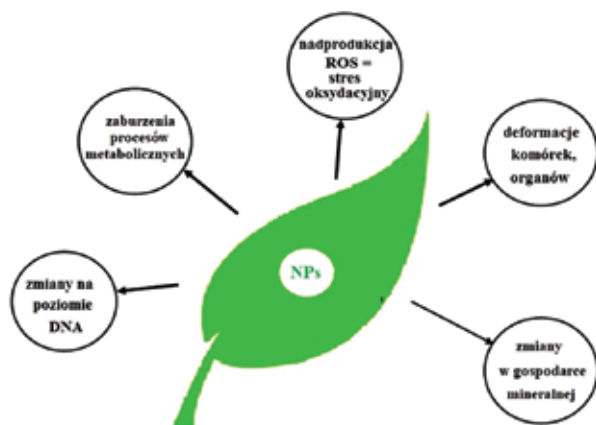 nadprodukcja
ROS =
stres
oksydacyjny
zaburzenia
procesów
metabolicznych
deformacje
komórek,
organów
NPs
zmiany na
poziomie
DNA
zmiany
w gospodarce
mineralnej